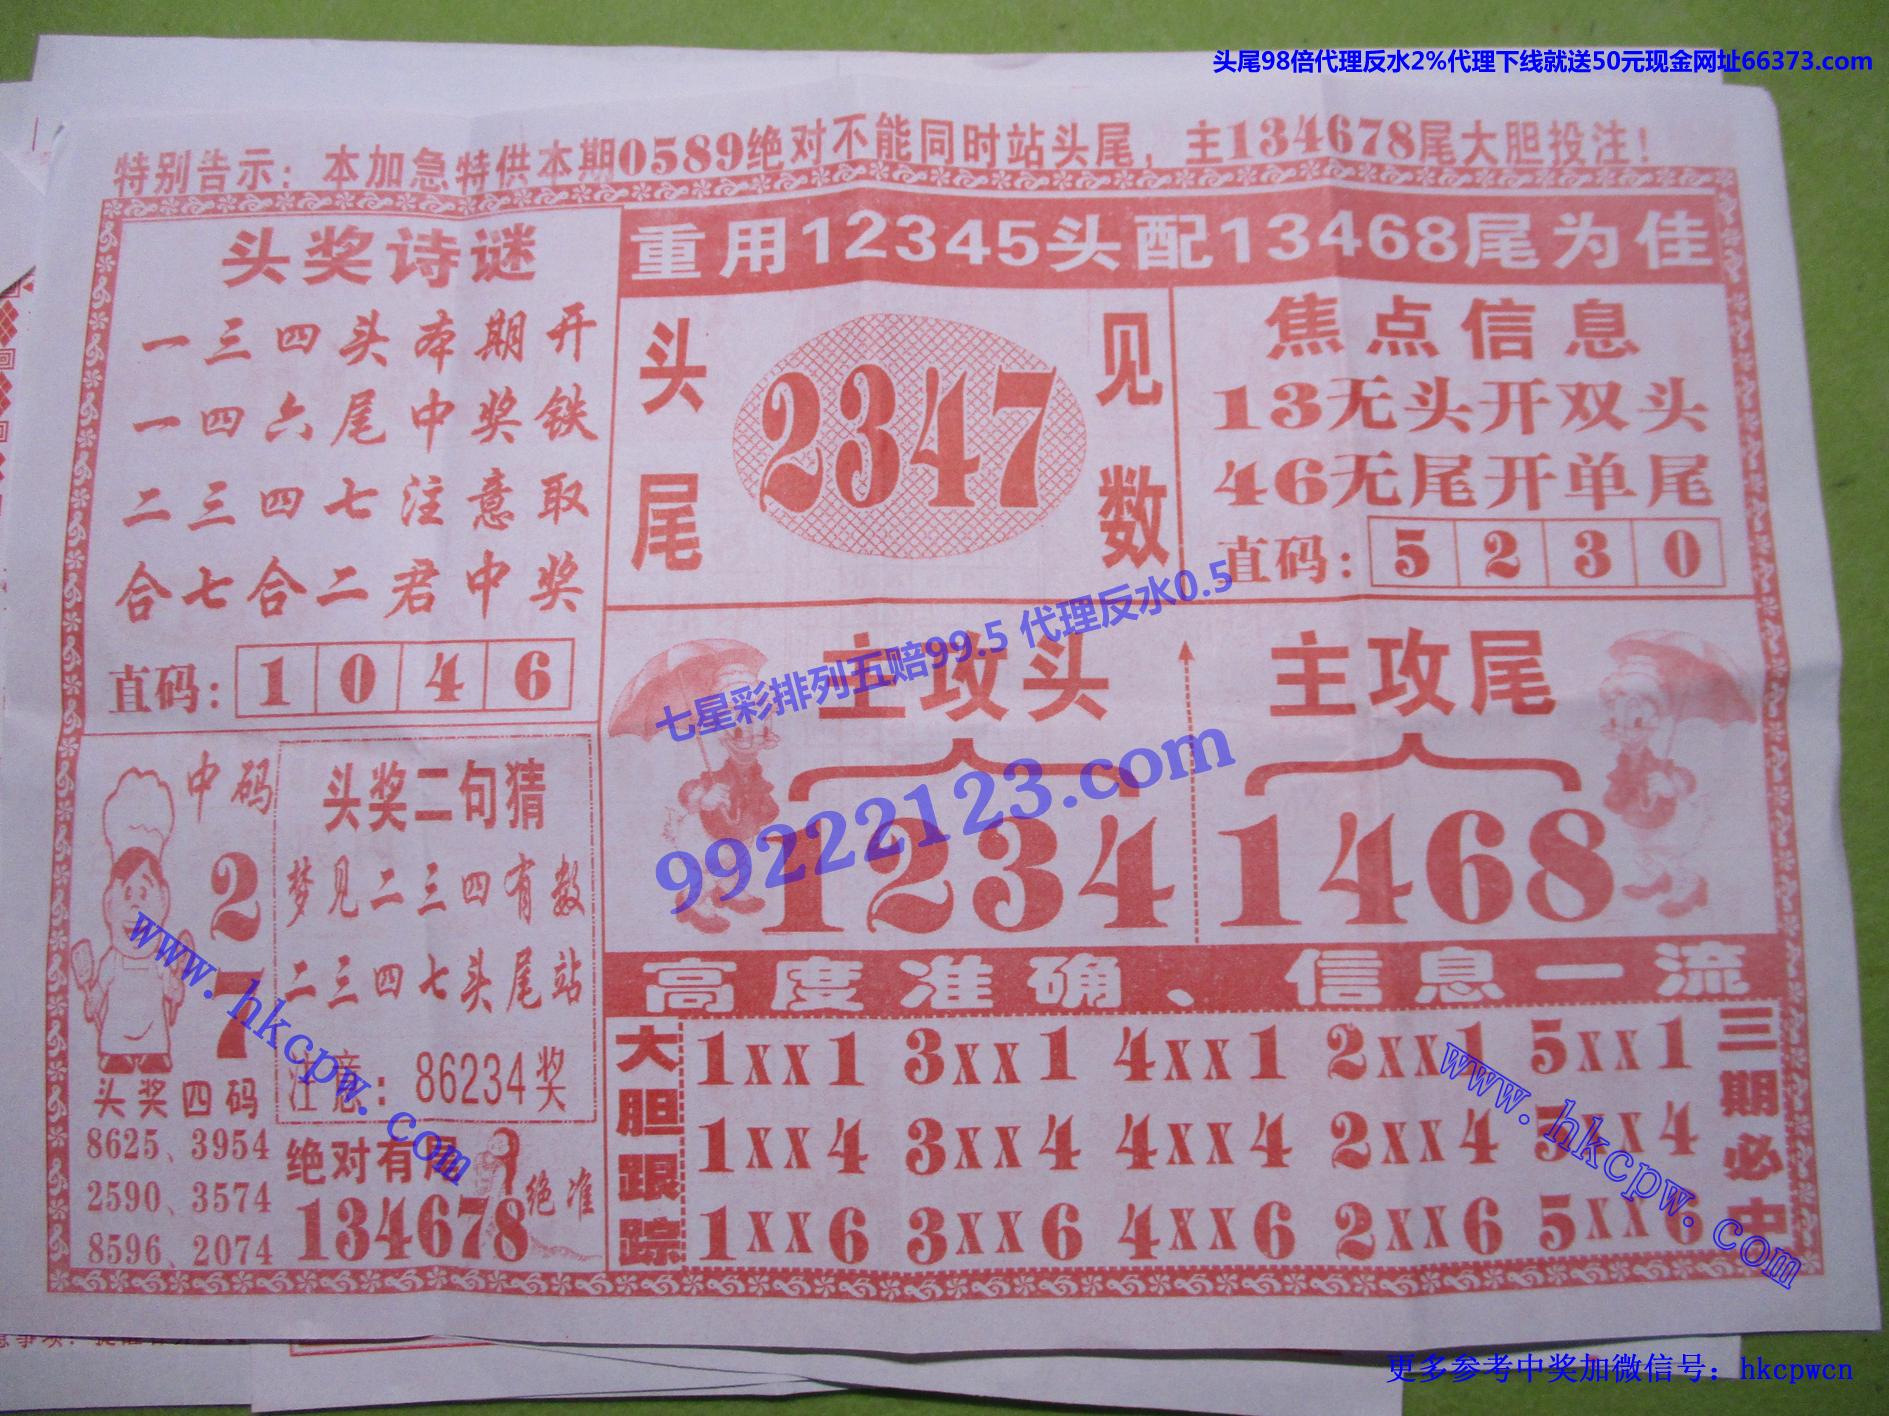 头尾98倍代理反水2%代理下线就送50元现金网址66373.com
特别告示：本加急特供本期0589绝对不能同时站头尾，主134678尾大胆投注！
头奖诗谜
一三四头本期开
一四六尾中奖铁
二三四七注意取
合七合二君中奖
直码：1 0 4 6
重用12345头配13468尾为佳
头尾
2347
见数
焦点信息
13无头开双头
46无尾开单尾
直码：5 2 3 0
七星彩排列五赔99.5 代理反水0.5
99222123.com
主攻头
1234
主攻尾
1468
中码
2
7
头奖四码
8625、3954
2590、3574
8596、2074
头奖二句猜
梦见二三四有数
二三四七头尾站
注意：86234奖
绝对有尾
134678
绝准
www.hkcpw.com
高度准确、信息一流
大胆跟踪
1XX1 3XX1 4XX1 2XX1 5XX1
1XX4 3XX4 4XX4 2XX4 5XX4
1XX6 3XX6 4XX6 2XX6 5XX6
三期必中
www.hkcpw.com
更多参考中奖加微信号：hkcpwcn